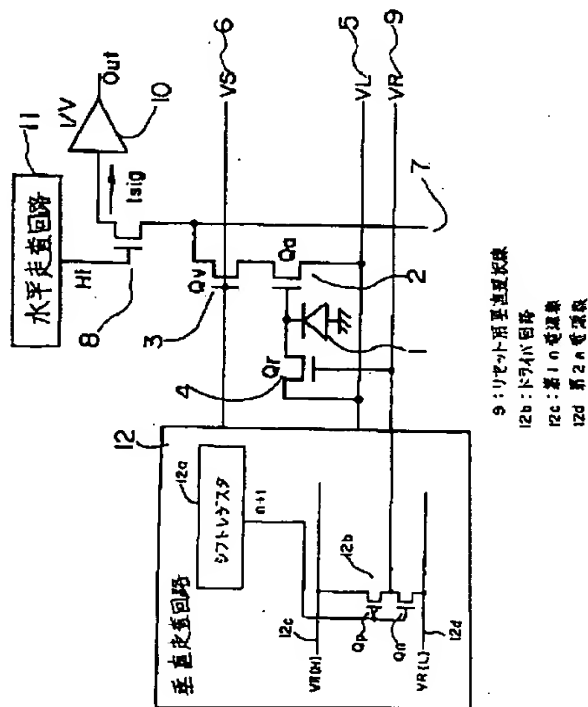 11
水平走査回路
I/V
Out
10
Isig
Hi
8
VS
6
Qv
3
Qa
2
VL
5
VR
9
7
1
Qr
4
12
垂直走査回路
12a
シフトレジスタ
n+1
12b
12c
VR(H)
Qp
Qn
12d
VR(L)
9:リセット用垂直選択線
12b:ドライバ回路
12c:第1の電源線
12d 第2の電源線